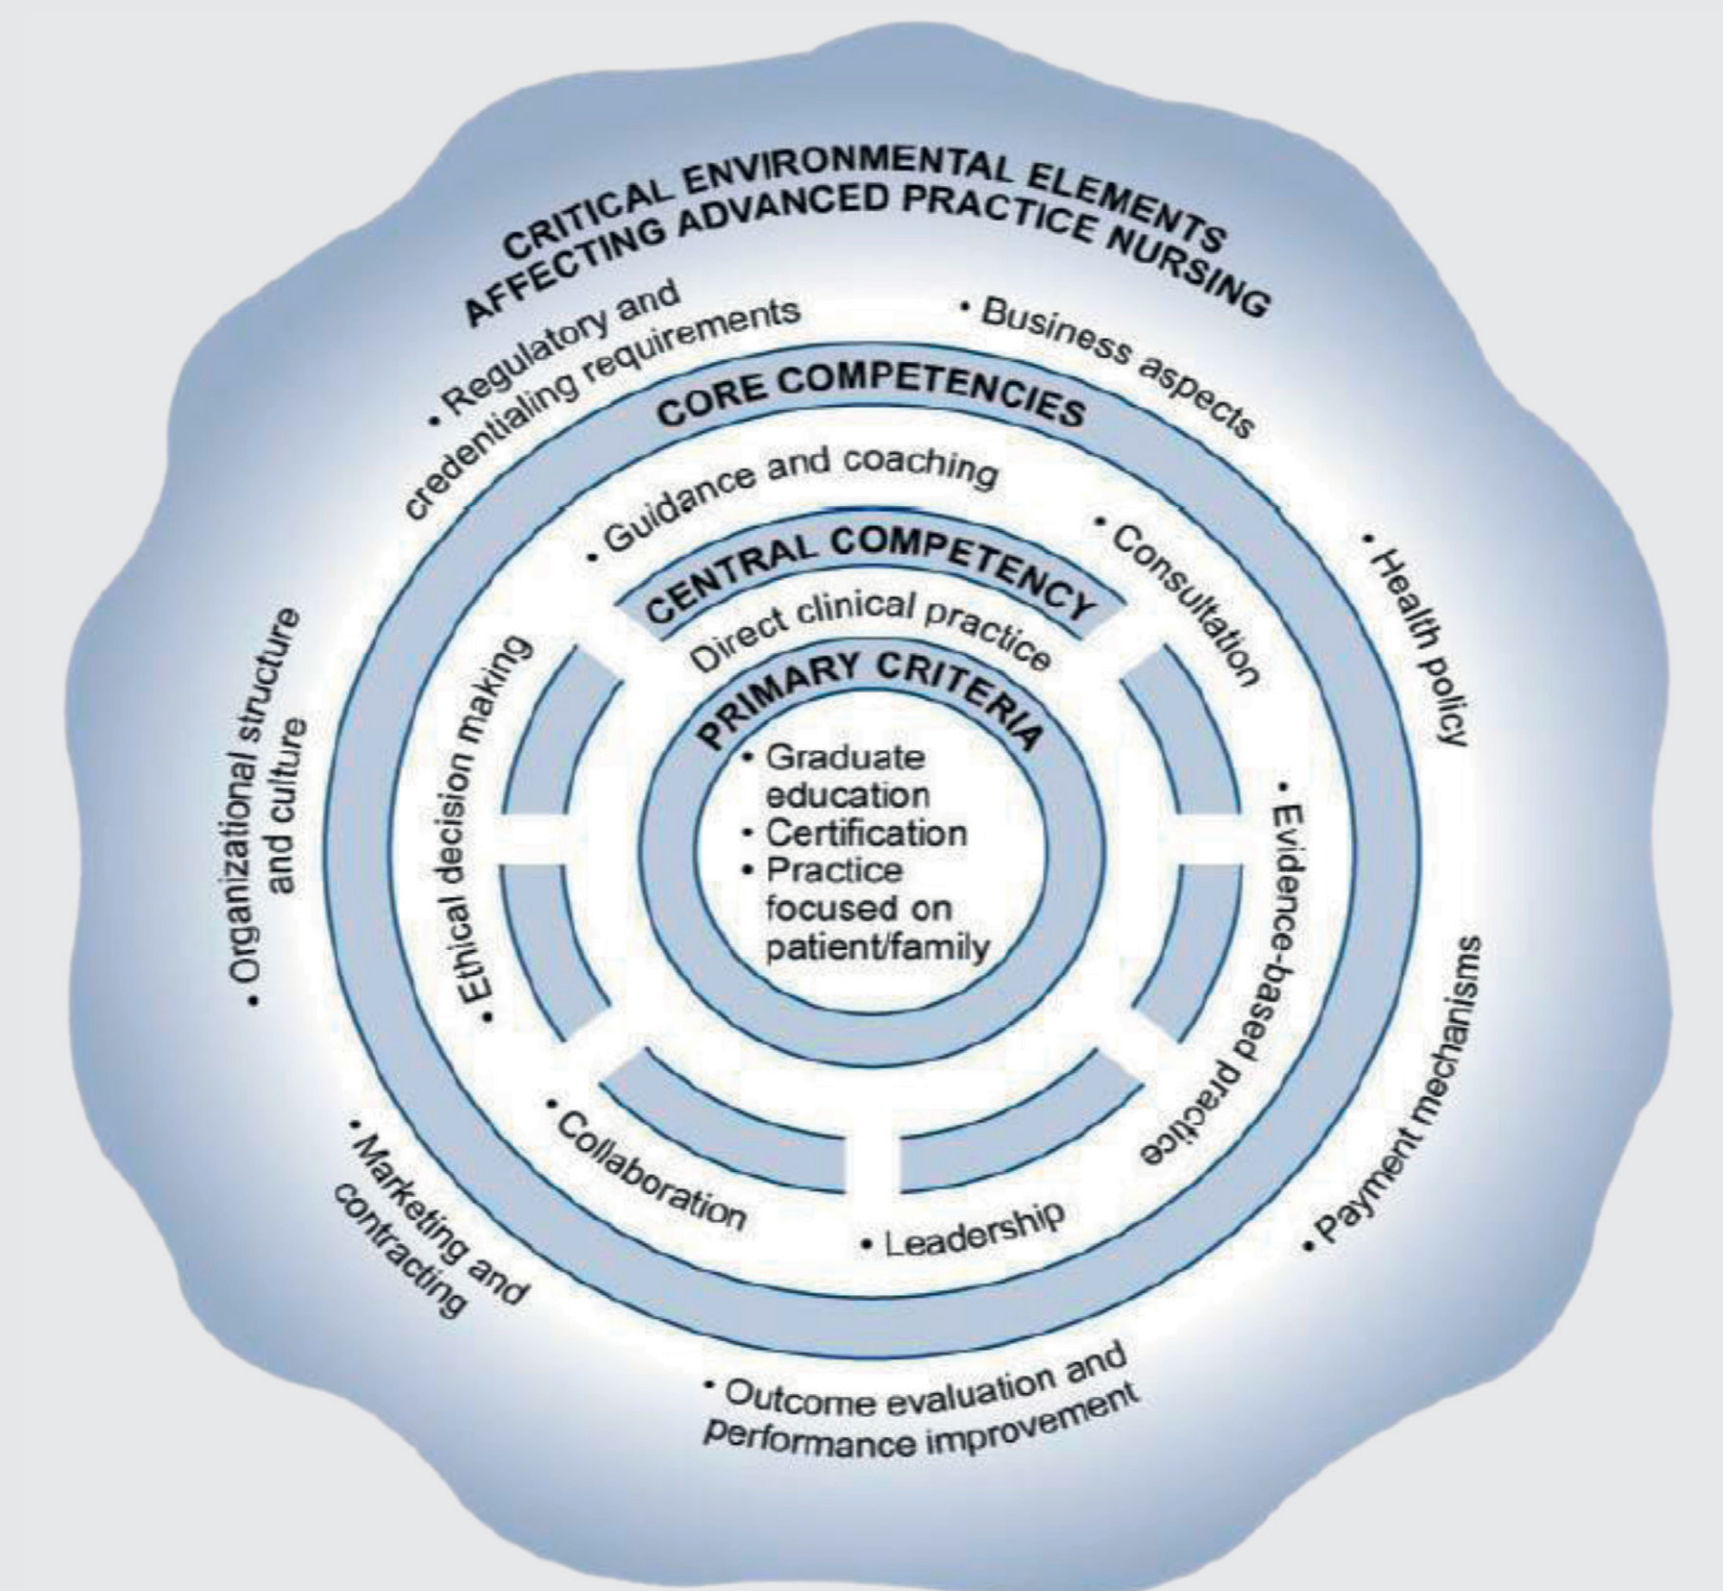 CRITICAL ENVIRONMENTAL ELEMENTS
AFFECTING ADVANCED PRACTICE NURSING
• Regulatory and
credentialing requirements
• Business aspects
• Health policy
• Payment mechanisms
• Outcome evaluation and
performance improvement
• Marketing and
contracting
• Organizational structure
and culture
CORE COMPETENCIES
• Guidance and coaching
• Consultation
• Evidence-based practice
• Leadership
• Collaboration
• Ethical decision making
CENTRAL COMPETENCY
Direct clinical practice
PRIMARY CRITERIA
• Graduate
education
• Certification
• Practice
focused on
patient/family